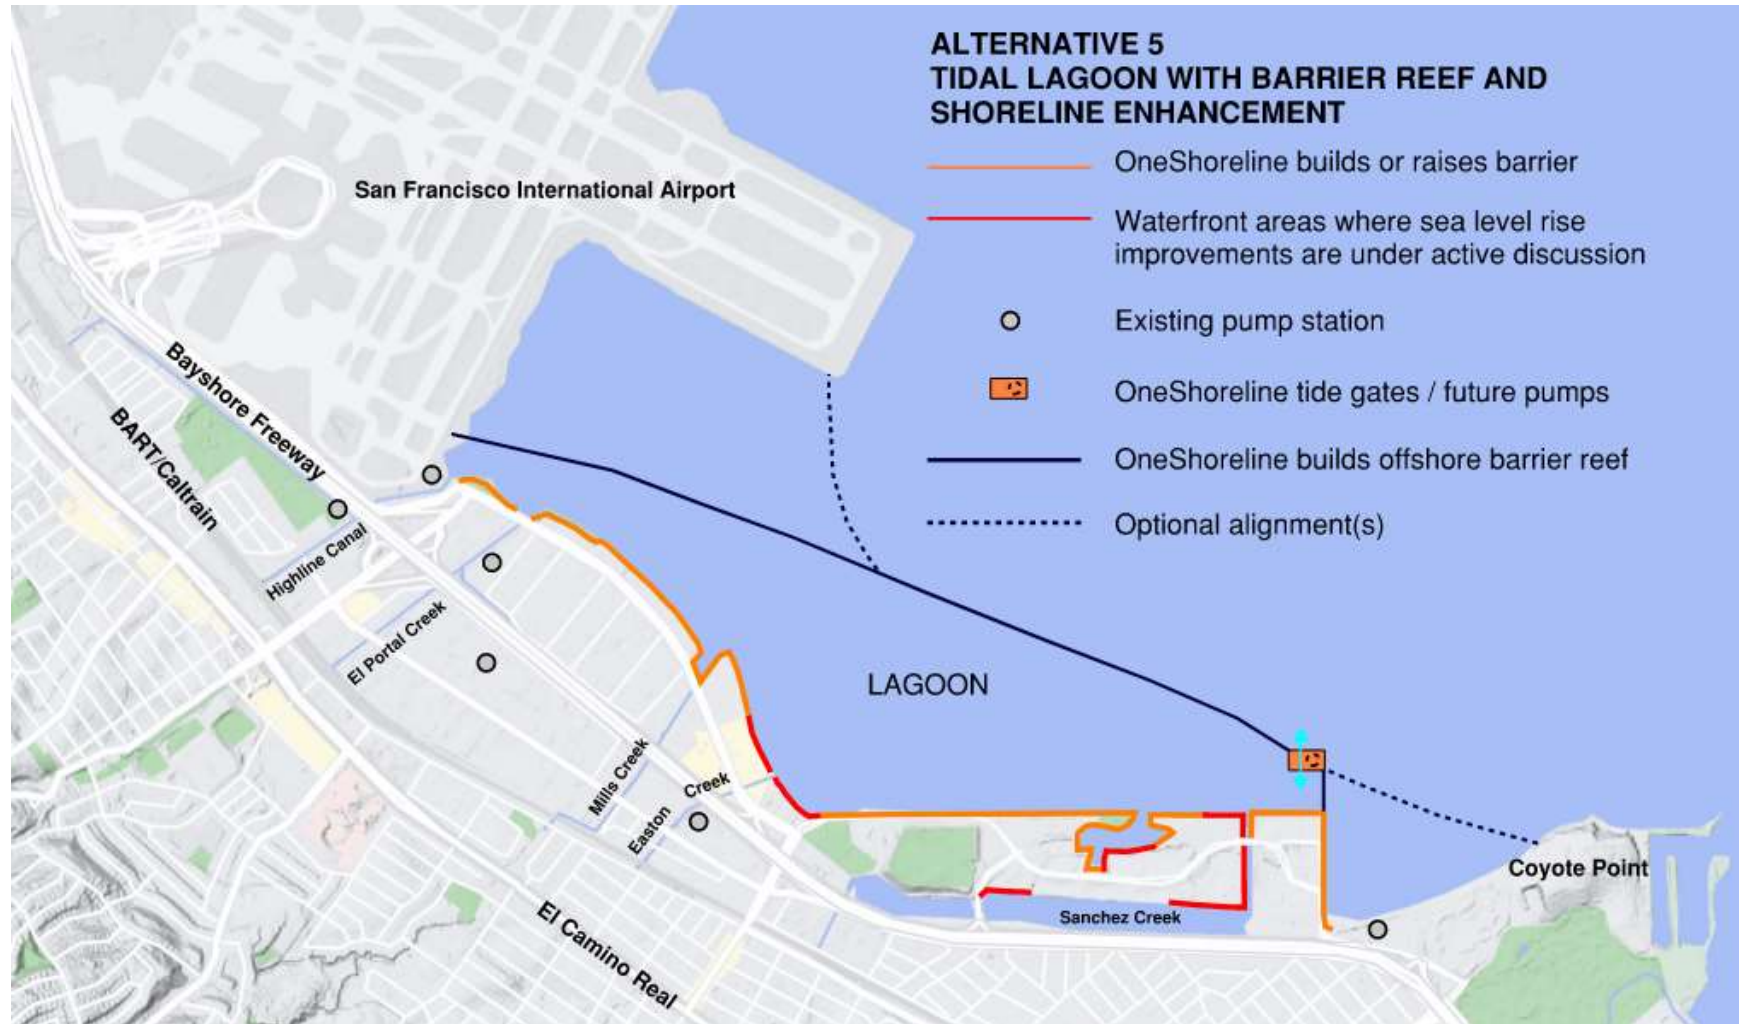 ALTERNATIVE 5
TIDAL LAGOON WITH BARRIER REEF AND
SHORELINE ENHANCEMENT
OneShoreline builds or raises barrier
Waterfront areas where sea level rise
improvements are under active discussion
Existing pump station
OneShoreline tide gates / future pumps
OneShoreline builds offshore barrier reef
Optional alignment(s)
San Francisco International Airport
Bayshore Freeway
BART/Caltrain
Highline Canal
El Portal Creek
LAGOON
Mills Creek
Easton Creek
Coyote Point
Sanchez Creek
El Camino Real